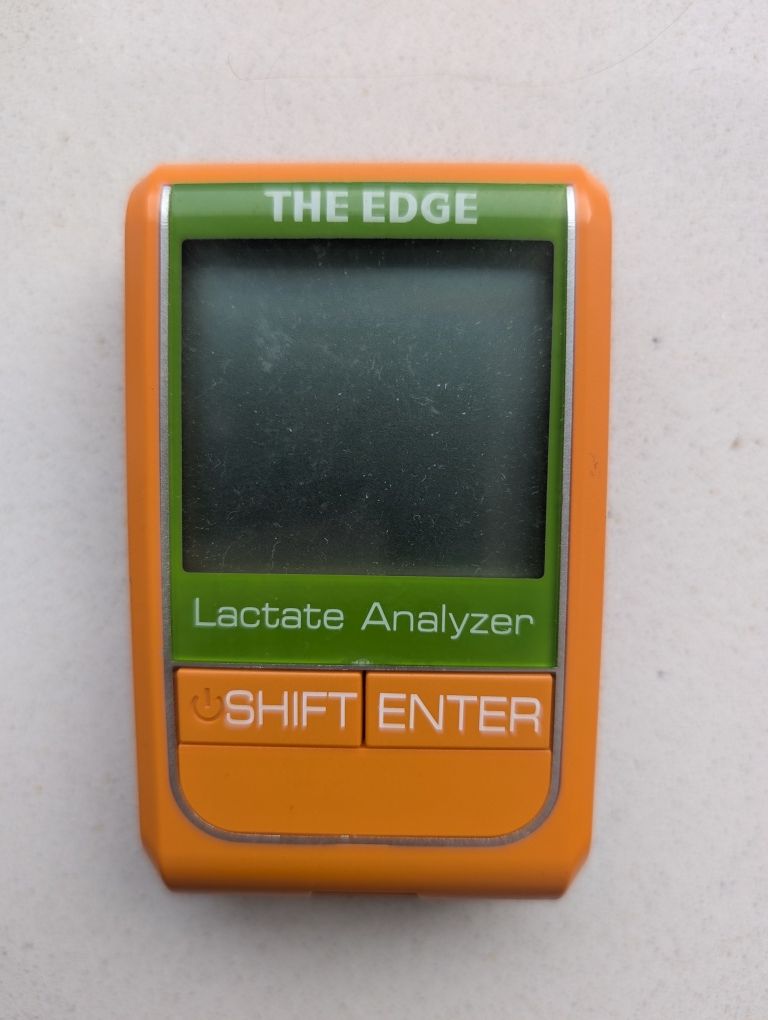 THE EDGE
Lactate Analyzer
SHIFT ENTER